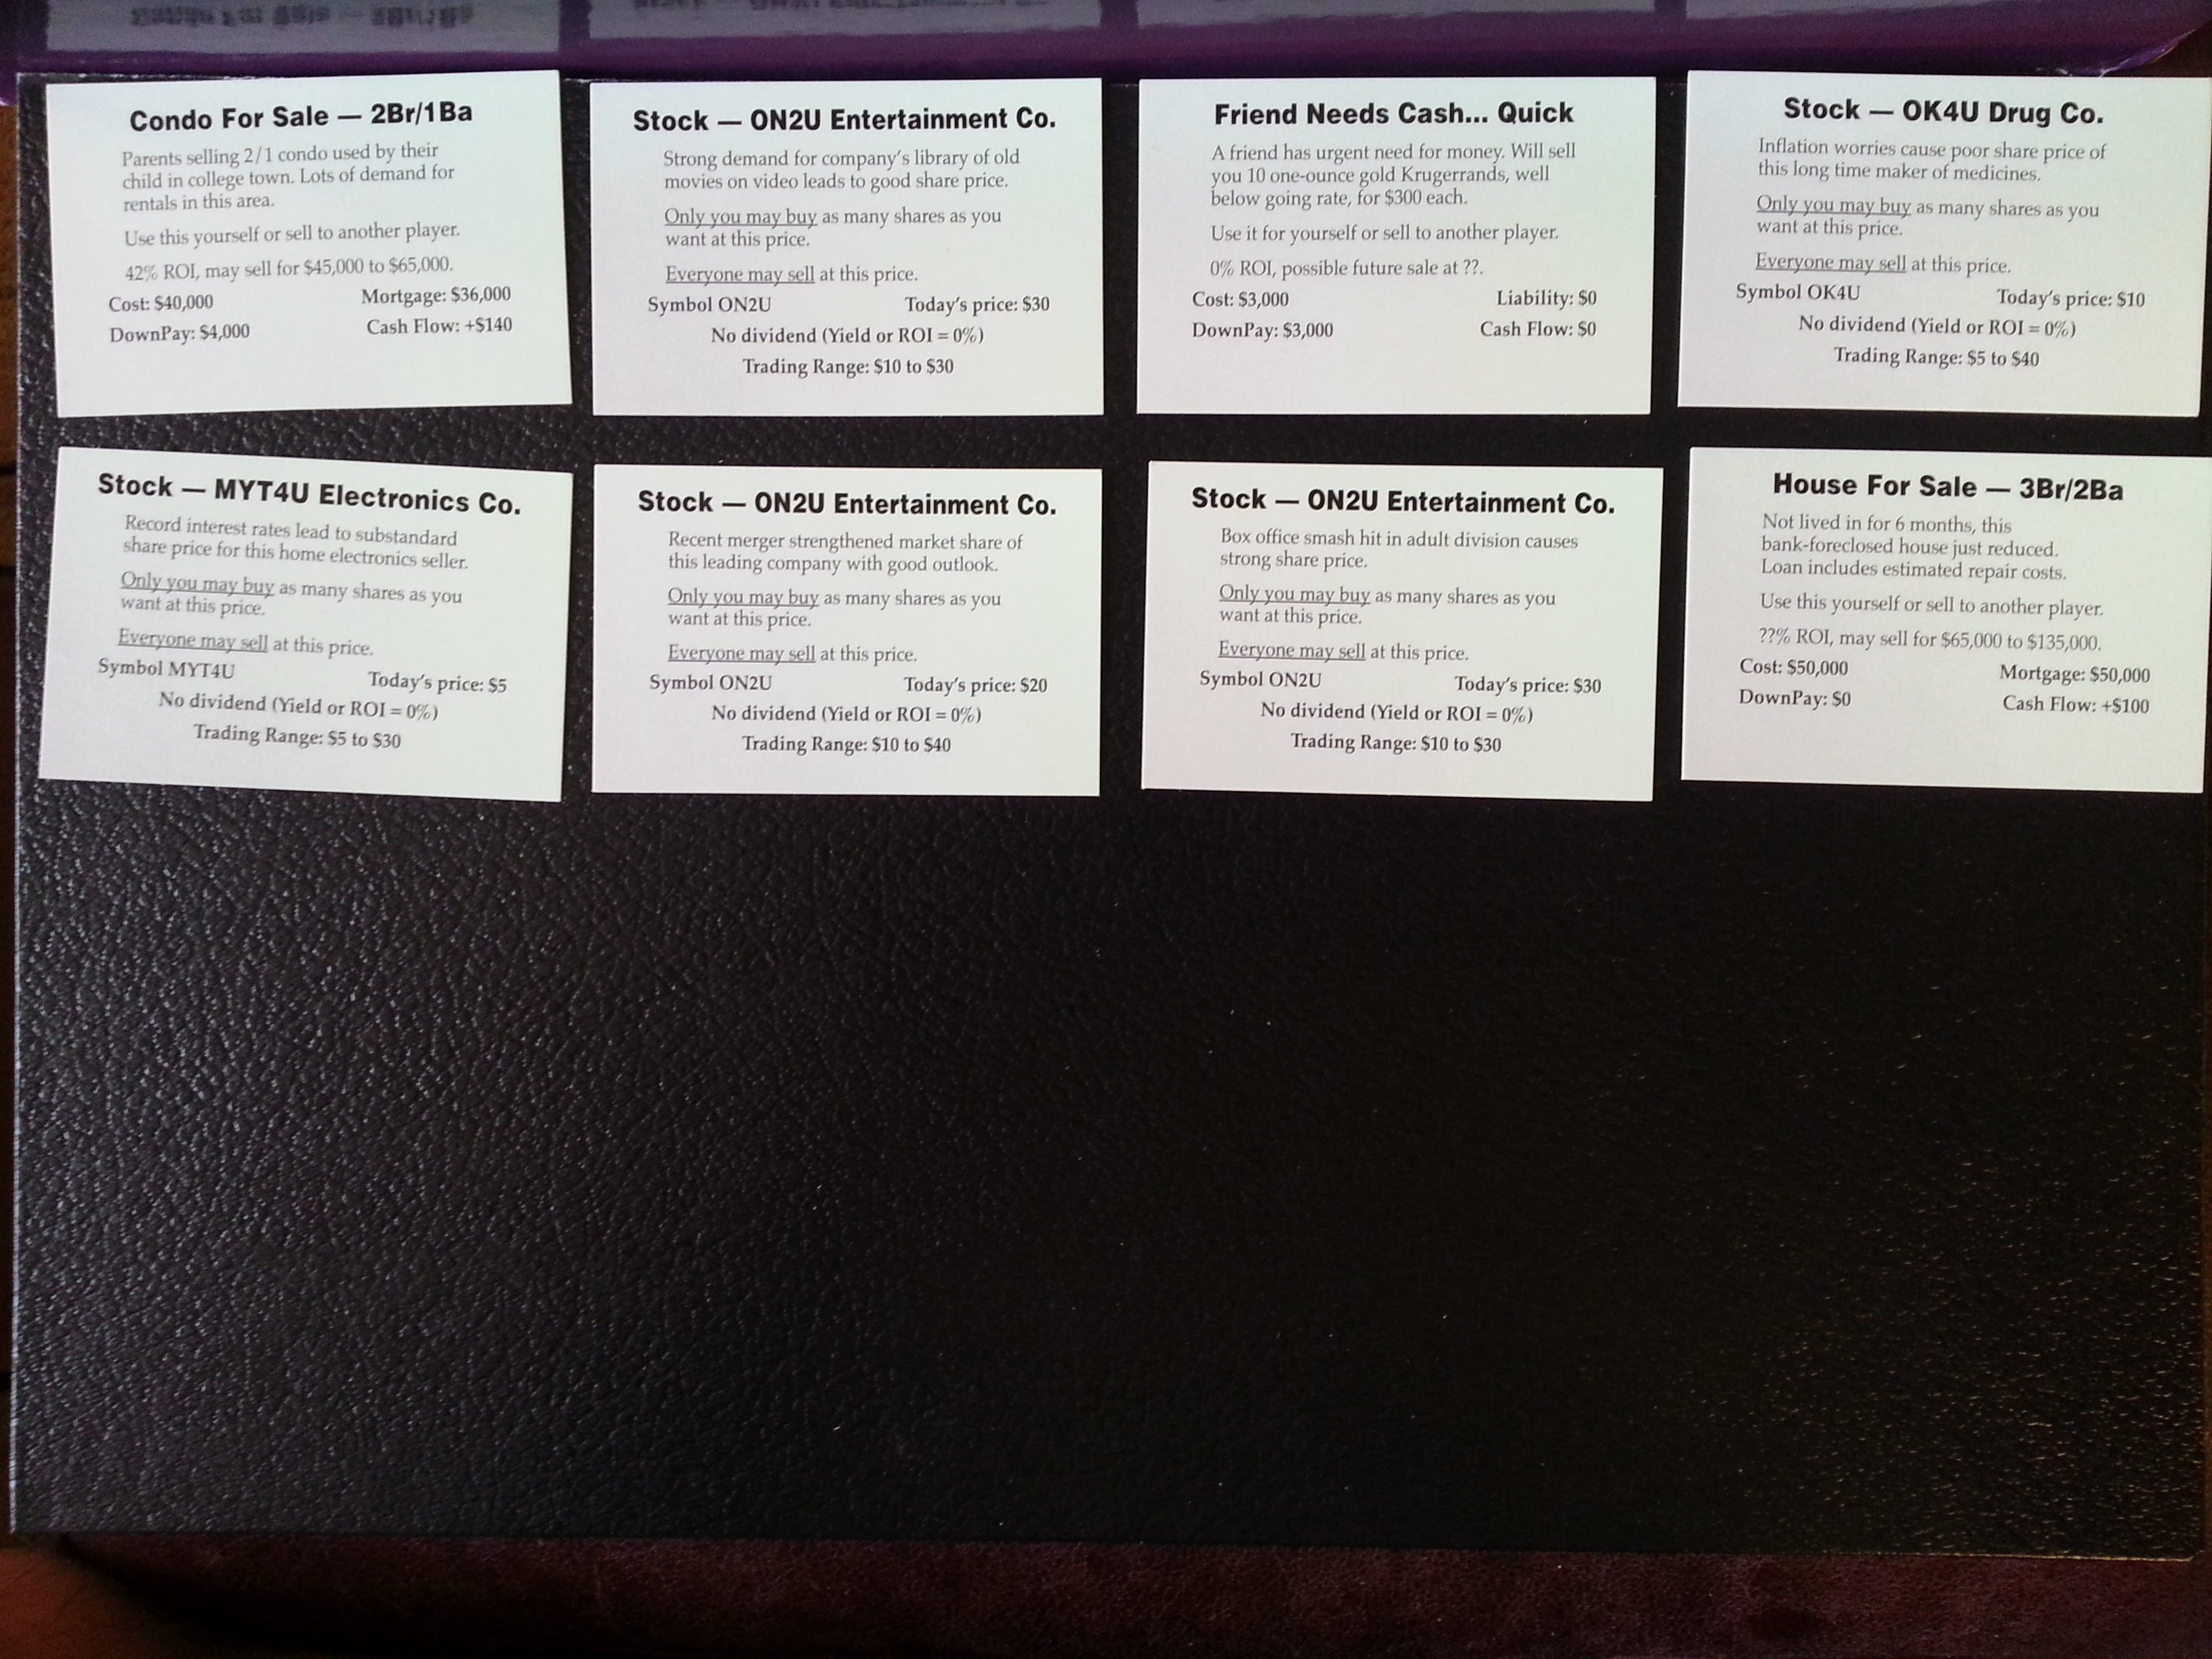 Condo For Sale — 2Br/1Ba
Parents selling 2/1 condo used by their
child in college town. Lots of demand for
rentals in this area.
Use this yourself or sell to another player.
42% ROI, may sell for $45,000 to $65,000.
Cost: $40,000 Mortgage: $36,000
DownPay: $4,000 Cash Flow: +$140
Stock — ON2U Entertainment Co.
Strong demand for company's library of old
movies on video leads to good share price.
Only you may buy as many shares as you
want at this price.
Everyone may sell at this price.
Symbol ON2U Today's price: $30
No dividend (Yield or ROI = 0%)
Trading Range: $10 to $30
Friend Needs Cash... Quick
A friend has urgent need for money. Will sell
you 10 one-ounce gold Krugerrands, well
below going rate, for $300 each.
Use it for yourself or sell to another player.
0% ROI, possible future sale at ??.
Cost: $3,000 Liability: $0
DownPay: $3,000 Cash Flow: $0
Stock — OK4U Drug Co.
Inflation worries cause poor share price of
this long time maker of medicines.
Only you may buy as many shares as you
want at this price.
Everyone may sell at this price.
Symbol OK4U Today's price: $10
No dividend (Yield or ROI = 0%)
Trading Range: $5 to $40
Stock — MYT4U Electronics Co.
Record interest rates lead to substandard
share price for this home electronics seller.
Only you may buy as many shares as you
want at this price.
Everyone may sell at this price.
Symbol MYT4U Today's price: $5
No dividend (Yield or ROI = 0%)
Trading Range: $5 to $30
Stock — ON2U Entertainment Co.
Recent merger strengthened market share of
this leading company with good outlook.
Only you may buy as many shares as you
want at this price.
Everyone may sell at this price.
Symbol ON2U Today's price: $20
No dividend (Yield or ROI = 0%)
Trading Range: $10 to $40
Stock — ON2U Entertainment Co.
Box office smash hit in adult division causes
strong share price.
Only you may buy as many shares as you
want at this price.
Everyone may sell at this price.
Symbol ON2U Today's price: $30
No dividend (Yield or ROI = 0%)
Trading Range: $10 to $30
House For Sale — 3Br/2Ba
Not lived in for 6 months, this
bank-foreclosed house just reduced.
Loan includes estimated repair costs.
Use this yourself or sell to another player.
??% ROI, may sell for $65,000 to $135,000.
Cost: $50,000 Mortgage: $50,000
DownPay: $0 Cash Flow: +$100